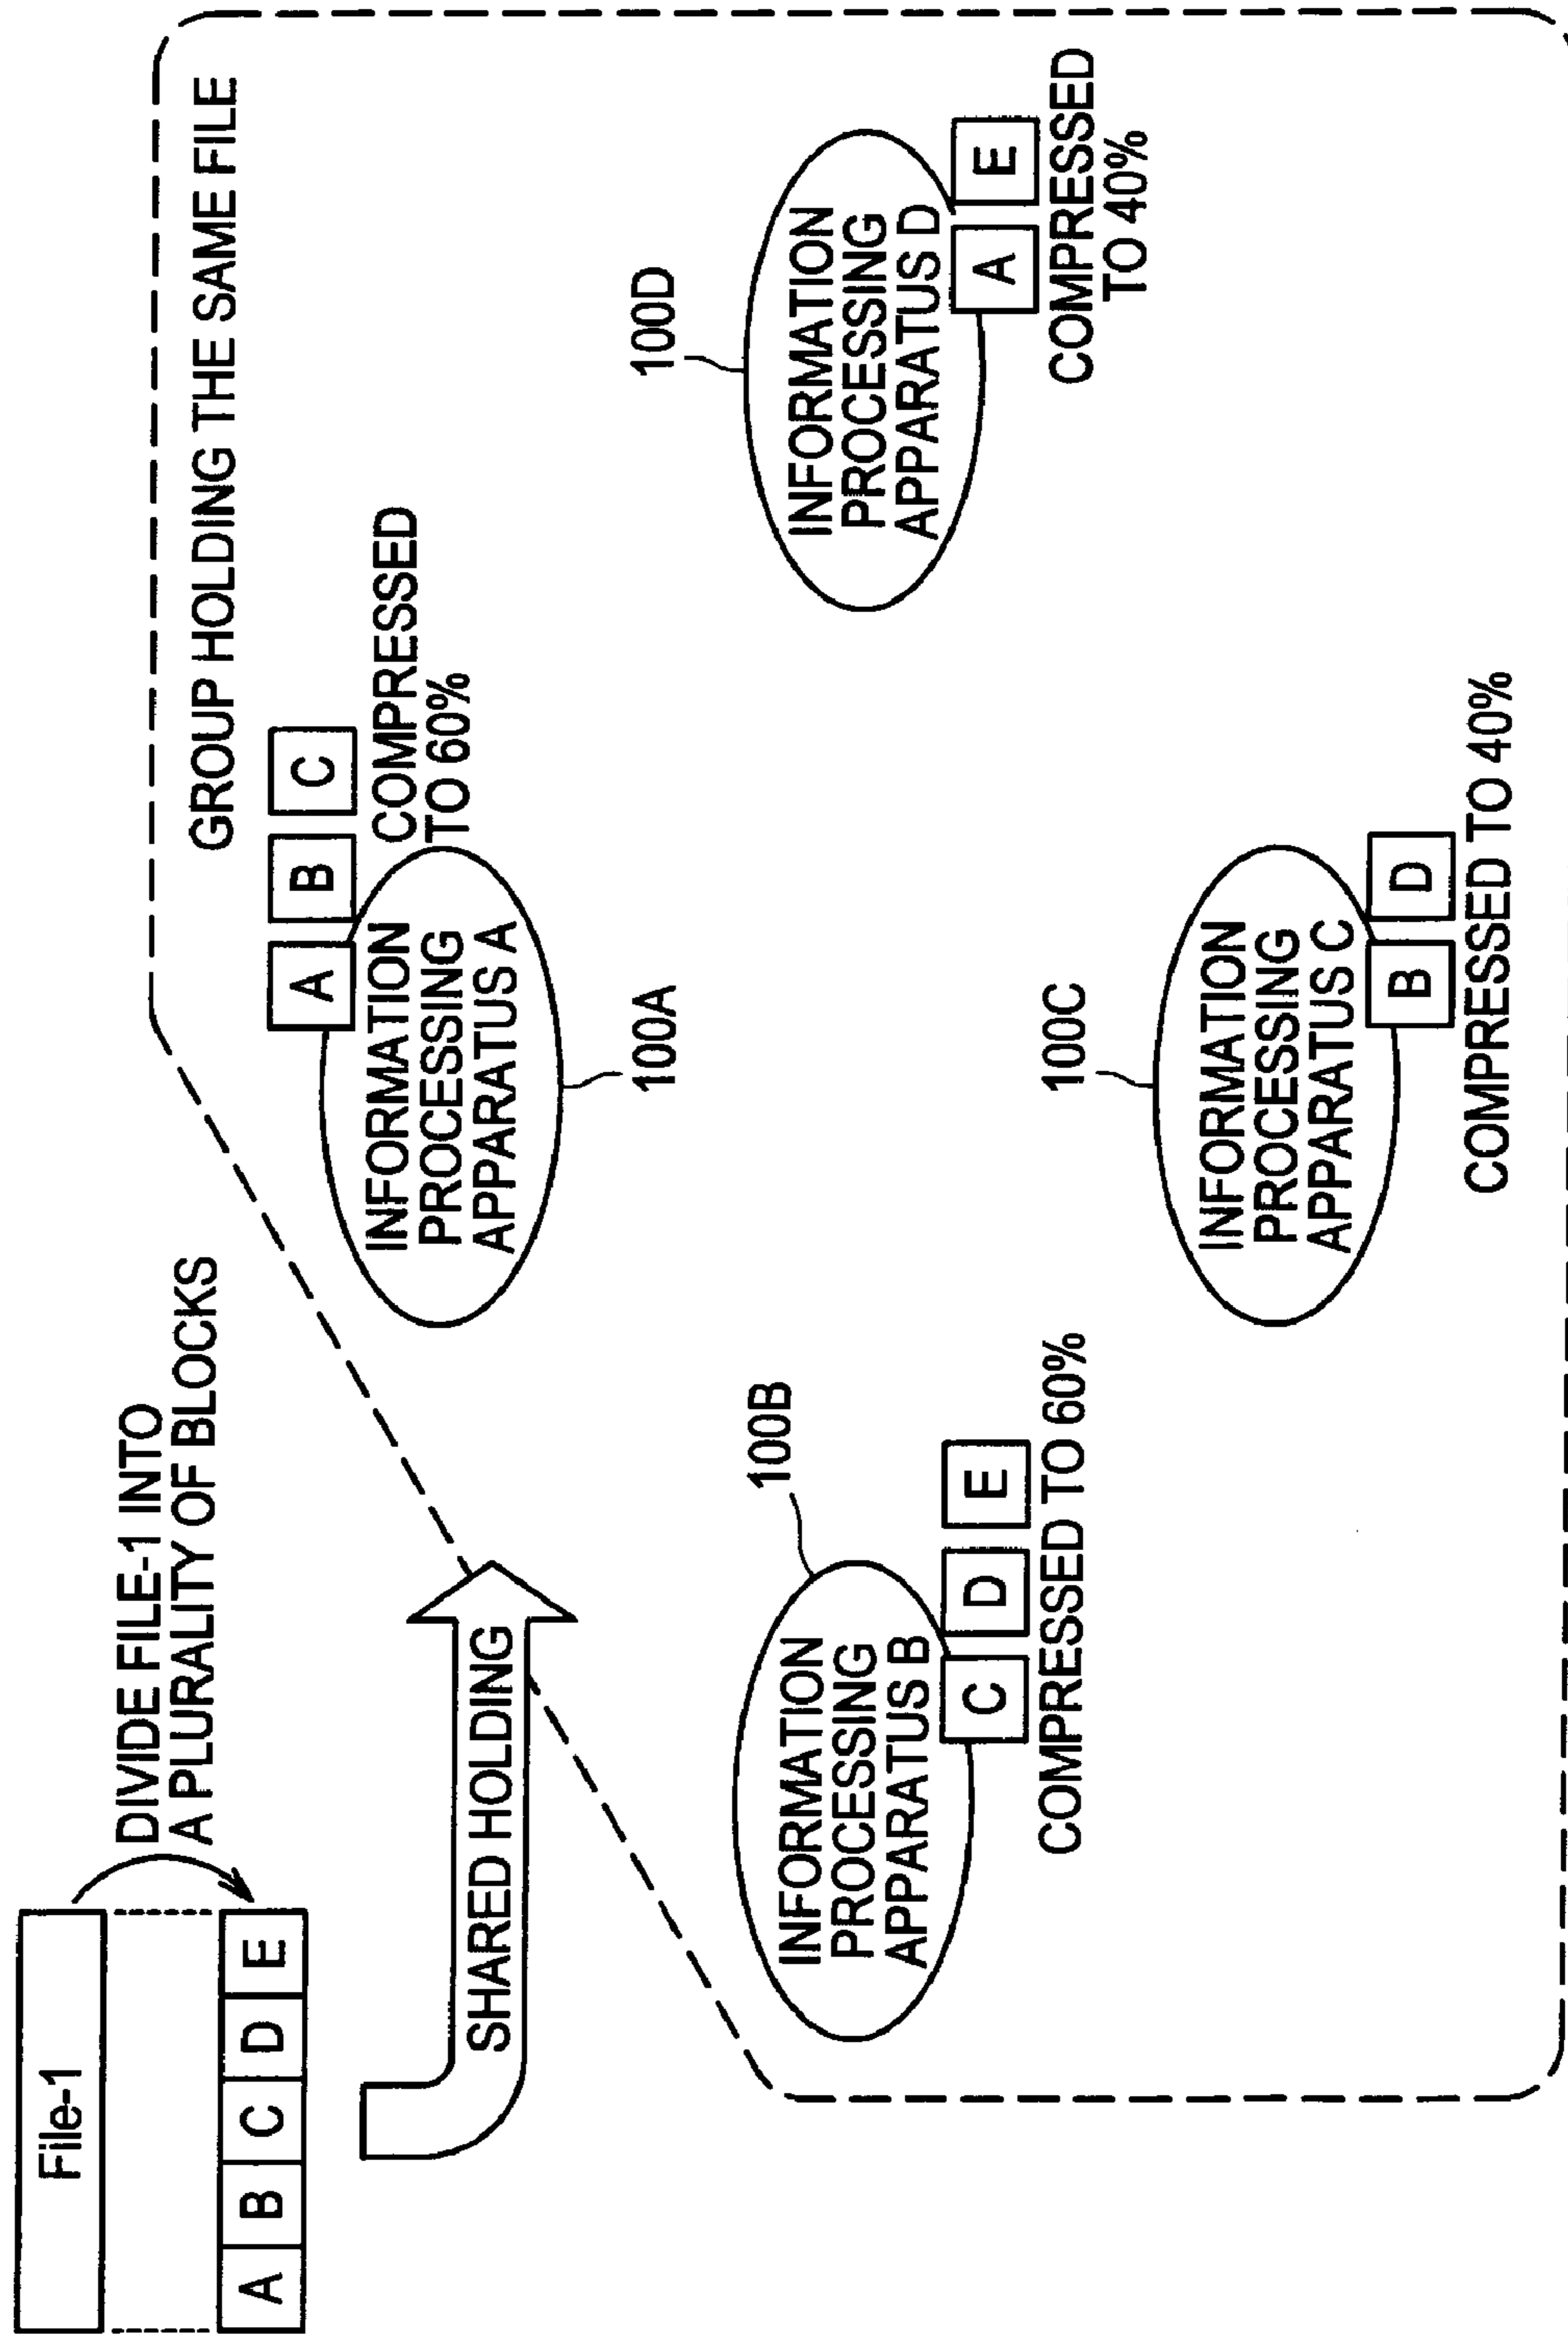 File-1
DIVIDE FILE-1 INTO
A PLURALITY OF BLOCKS
A B C D E
SHARED HOLDING
GROUP HOLDING THE SAME FILE
A B C
COMPRESSED
TO 60%
INFORMATION
PROCESSING
APPARATUS A
100A
100B
INFORMATION
PROCESSING
APPARATUS B
C D E
COMPRESSED TO 60%
100D
INFORMATION
PROCESSING
APPARATUS D
A E
COMPRESSED
TO 40%
100C
INFORMATION
PROCESSING
APPARATUS C
B D
COMPRESSED TO 40%